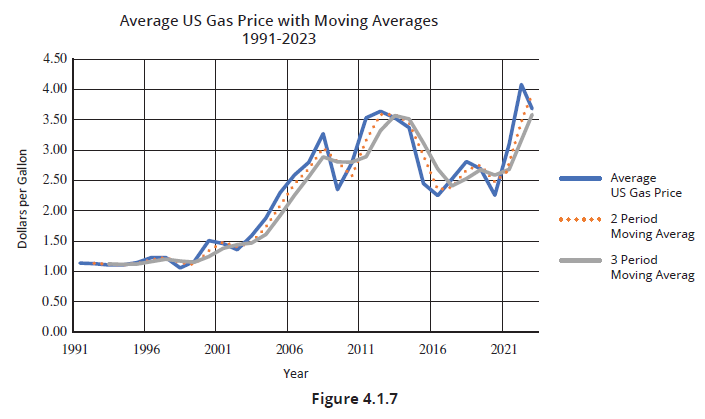 Average US Gas Price with Moving Averages
1991-2023
4.50
4.00
3.50
3.00
2.50
2.00
1.50
1.00
0.50
0.00
Dollars per Gallon
1991 1996 2001 2006 2011 2016 2021
Year
Average
US Gas Price
2 Period
Moving Averag
3 Period
Moving Averag
Figure 4.1.7